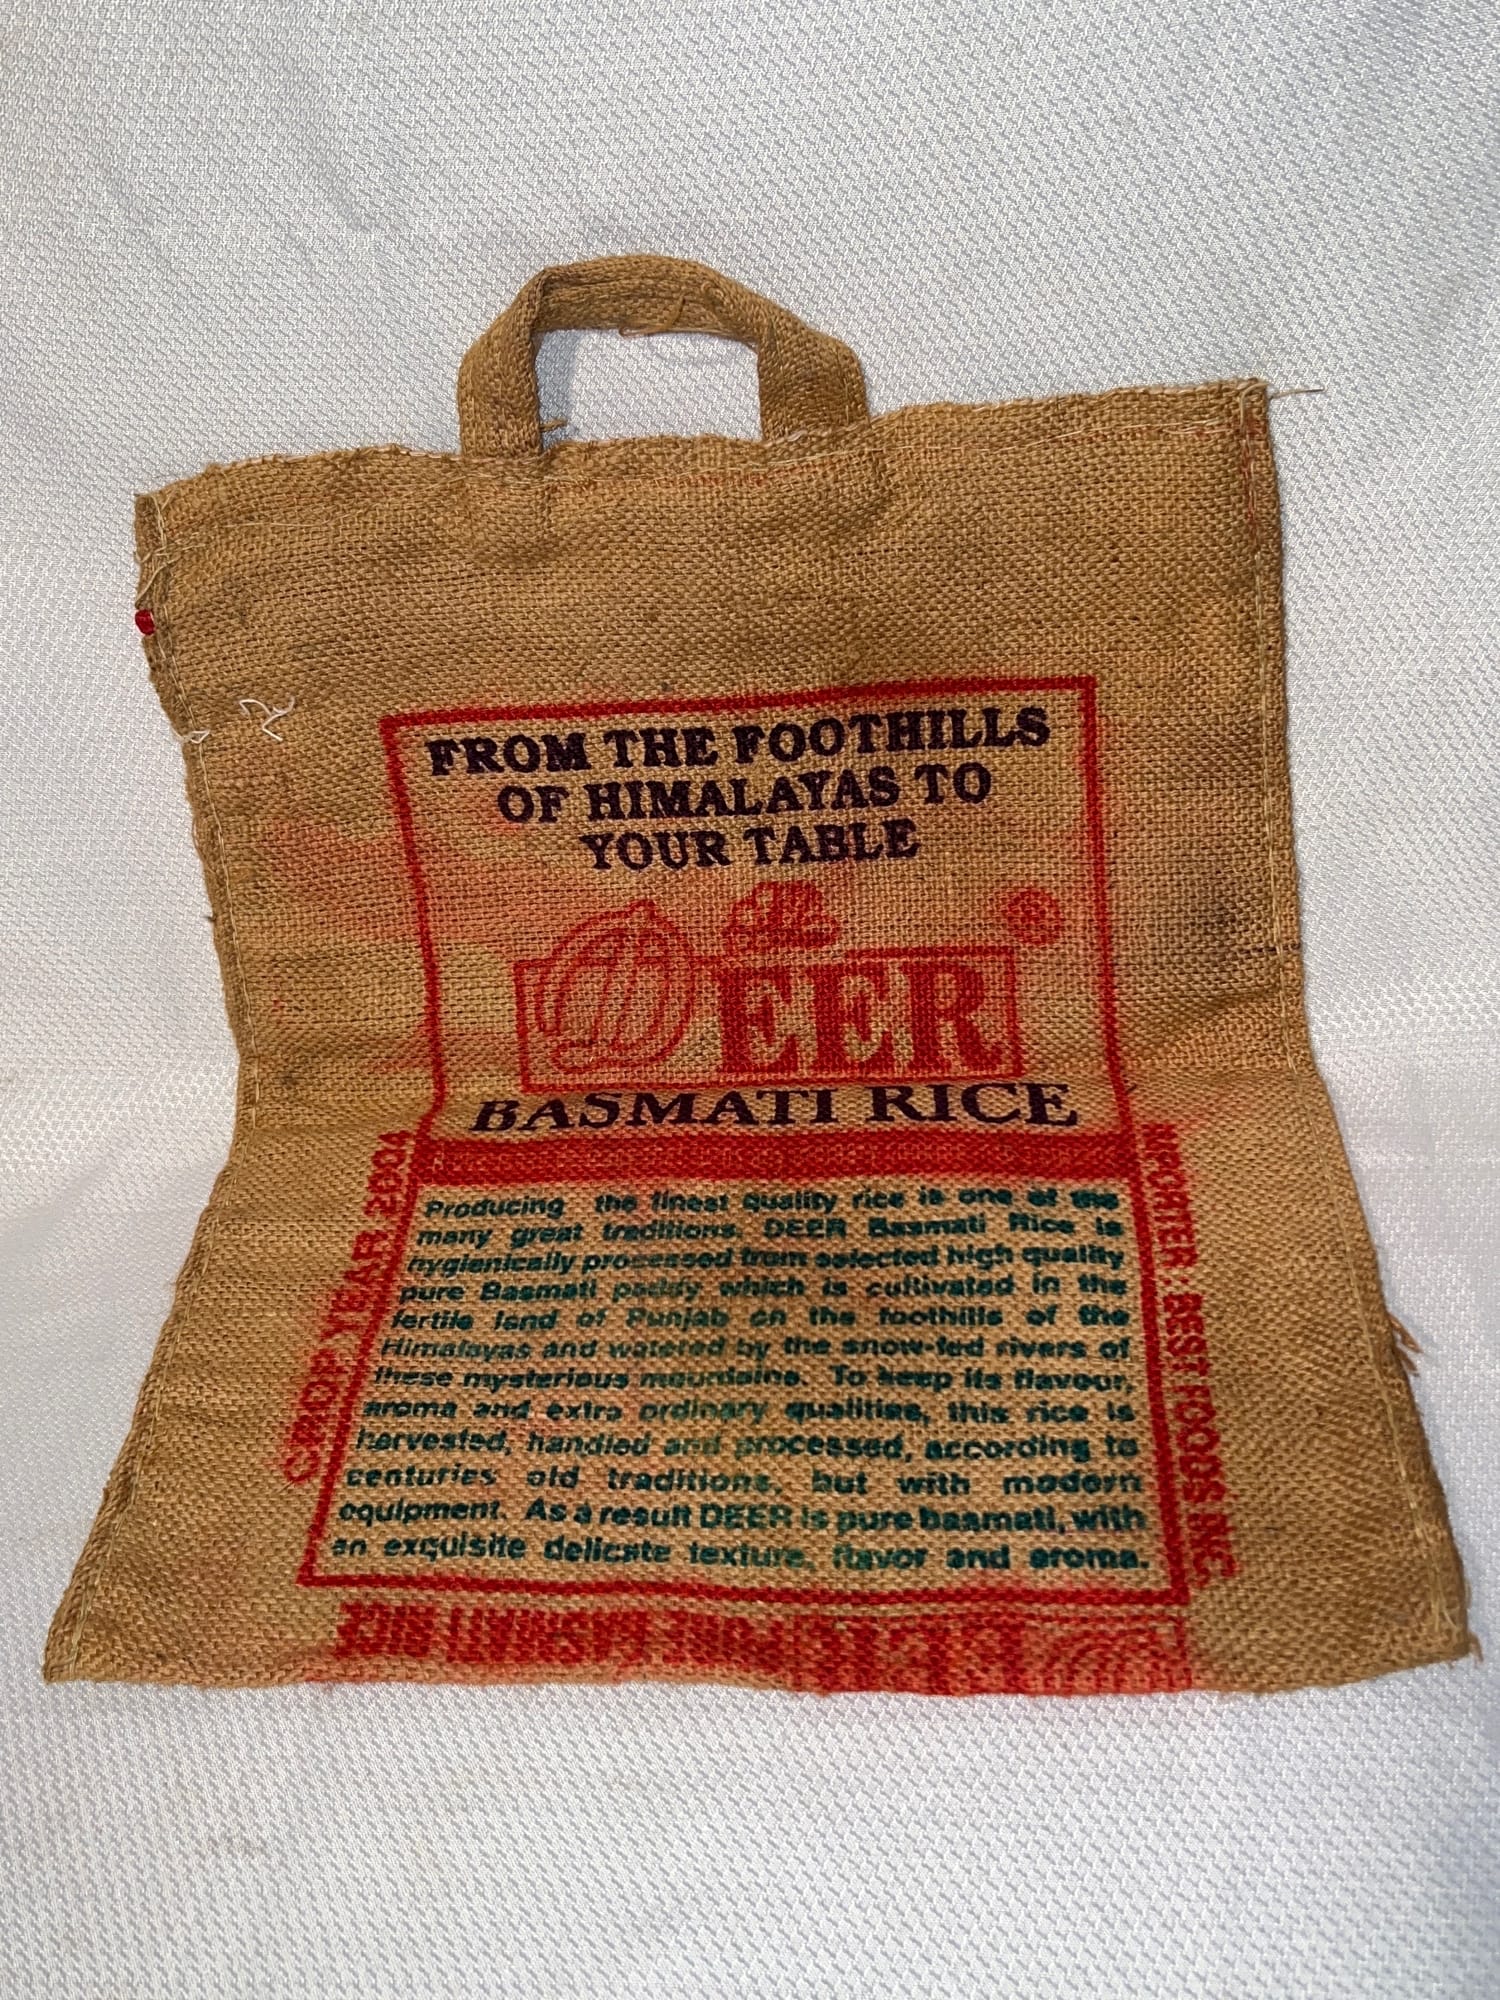 FROM THE FOOTHILLS
OF HIMALAYAS TO
YOUR TABLE
DEER
®
BASMATI RICE
Producing the finest quality rice is one of the
many great traditions. DEER Basmati Rice is
hygienically processed from selected high quality
pure Basmati paddy which is cultivated in the
fertile land of Punjab on the foothills of the
Himalayas and watered by the snow-fed rivers of
these mysterious mountains. To keep its flavour,
aroma and extra ordinary qualities, this rice is
harvested, handled and processed, according to
centuries old traditions, but with modern
equipment. As a result DEER is pure basmati, with
an exquisite delicate texture, flavor and aroma.
CROP YEAR 2004
IMPORTER : BEST FOODS INC.
PURE BASMATI RICE